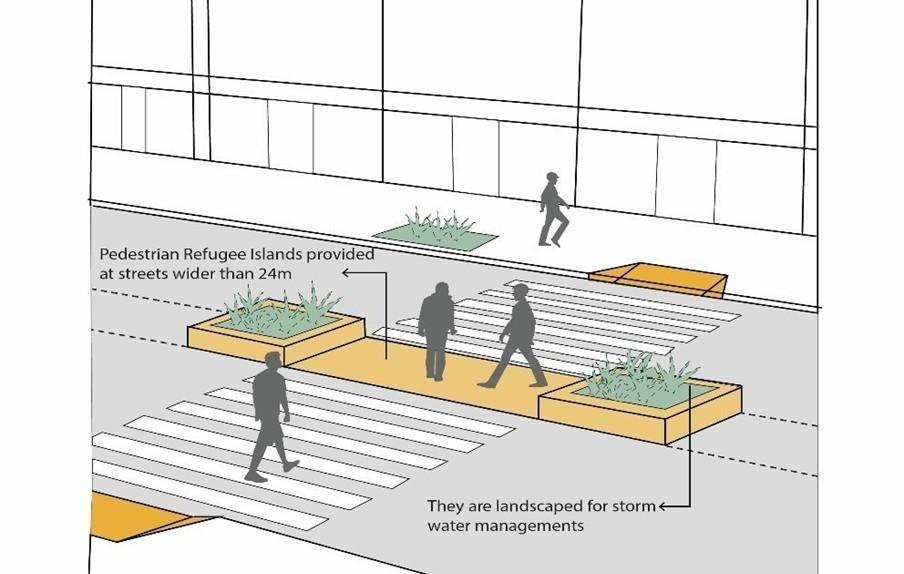 Pedestrian Refugee Islands provided
at streets wider than 24m
They are landscaped for storm
water managements